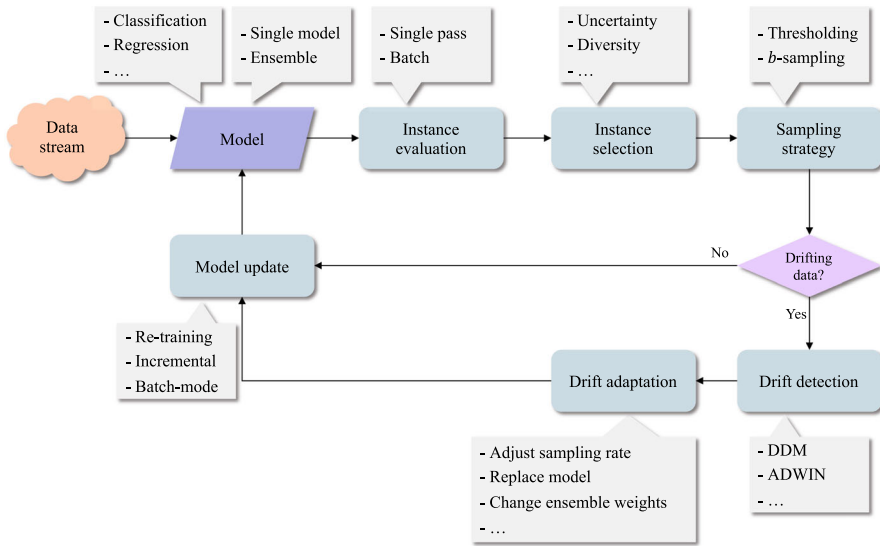 - Classification
- Regression
- …
- Single model
- Ensemble
- Single pass
- Batch
- Uncertainty
- Diversity
- …
- Thresholding
- b-sampling
Data
stream
Model
Instance
evaluation
Instance
selection
Sampling
strategy
Model update
No
Drifting
data?
Yes
- Re-training
- Incremental
- Batch-mode
Drift adaptation
Drift detection
- Adjust sampling rate
- Replace model
- Change ensemble weights
- …
- DDM
- ADWIN
- …